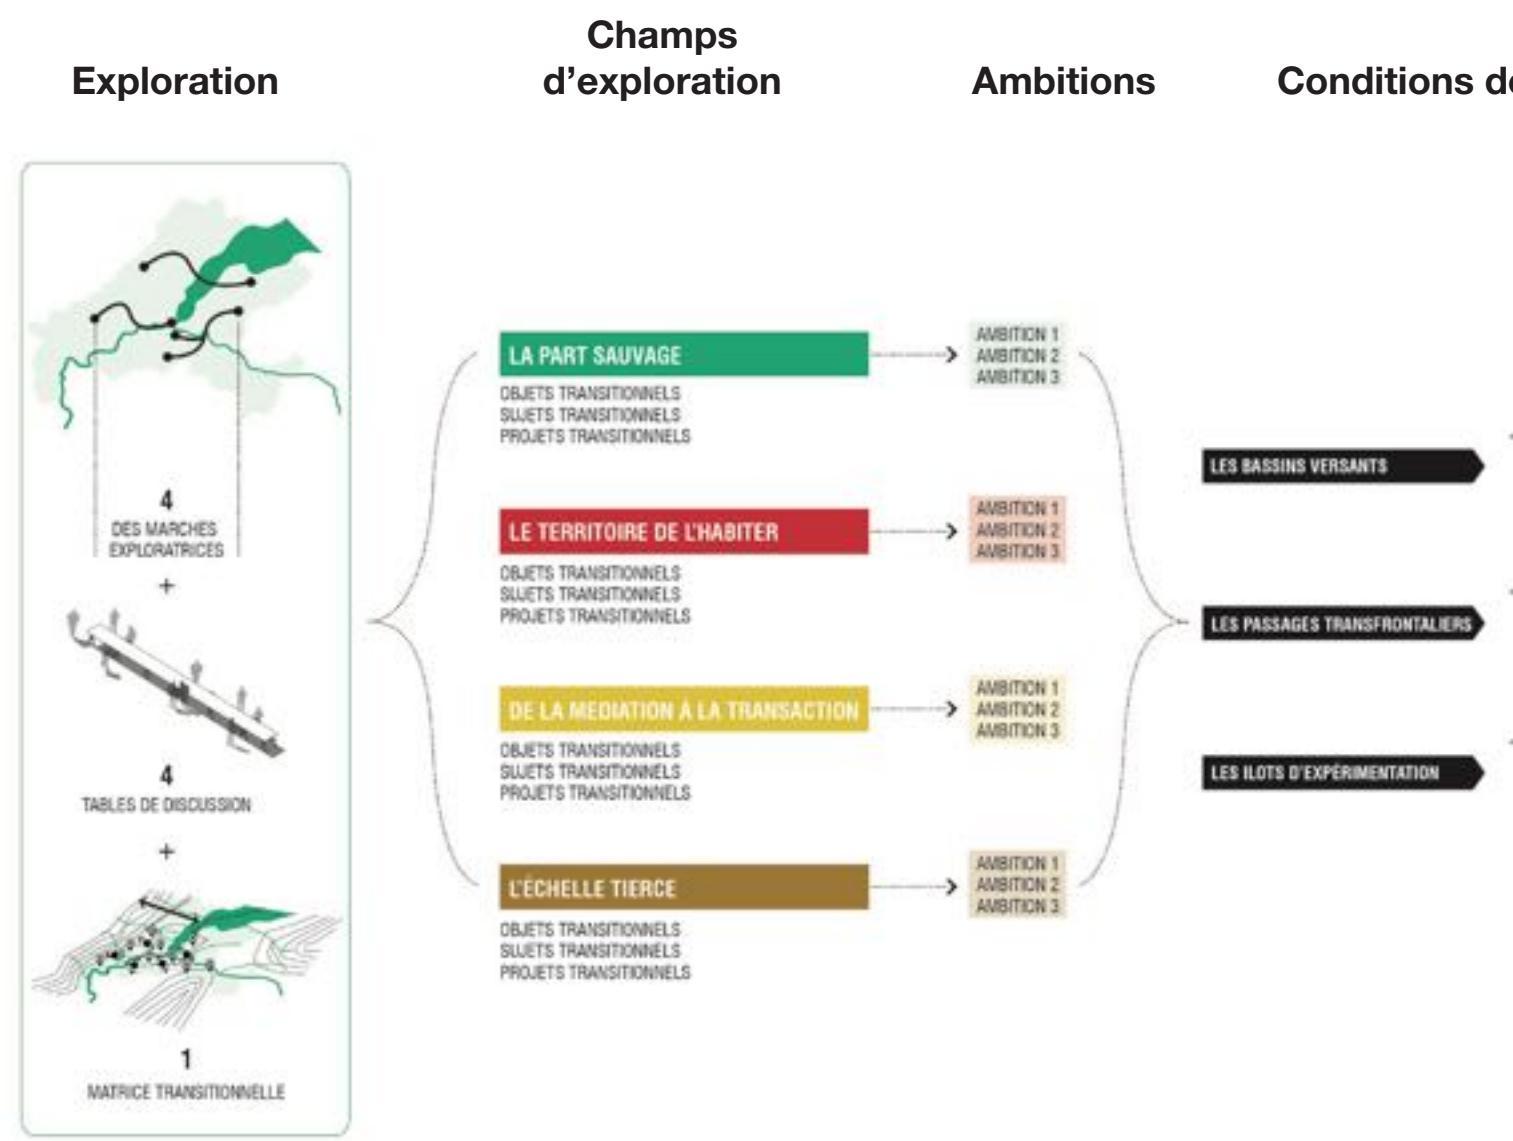 Exploration
Champs
d’exploration
Ambitions
Conditions de
4
DES MARCHES
EXPLORATRICES
+
4
TABLES DE DISCUSSION
+
1
MATRICE TRANSITIONNELLE
LA PART SAUVAGE
OBJETS TRANSITIONNELS
SUJETS TRANSITIONNELS
PROJETS TRANSITIONNELS
LE TERRITOIRE DE L'HABITER
OBJETS TRANSITIONNELS
SUJETS TRANSITIONNELS
PROJETS TRANSITIONNELS
DE LA MEDIATION À LA TRANSACTION
OBJETS TRANSITIONNELS
SUJETS TRANSITIONNELS
PROJETS TRANSITIONNELS
L'ÉCHELLE TIERCE
OBJETS TRANSITIONNELS
SUJETS TRANSITIONNELS
PROJETS TRANSITIONNELS
AMBITION 1
AMBITION 2
AMBITION 3
AMBITION 1
AMBITION 2
AMBITION 3
AMBITION 1
AMBITION 2
AMBITION 3
AMBITION 1
AMBITION 2
AMBITION 3
LES BASSINS VERSANTS
LES PASSAGES TRANSFRONTALIERS
LES ILOTS D'EXPÉRIMENTATION